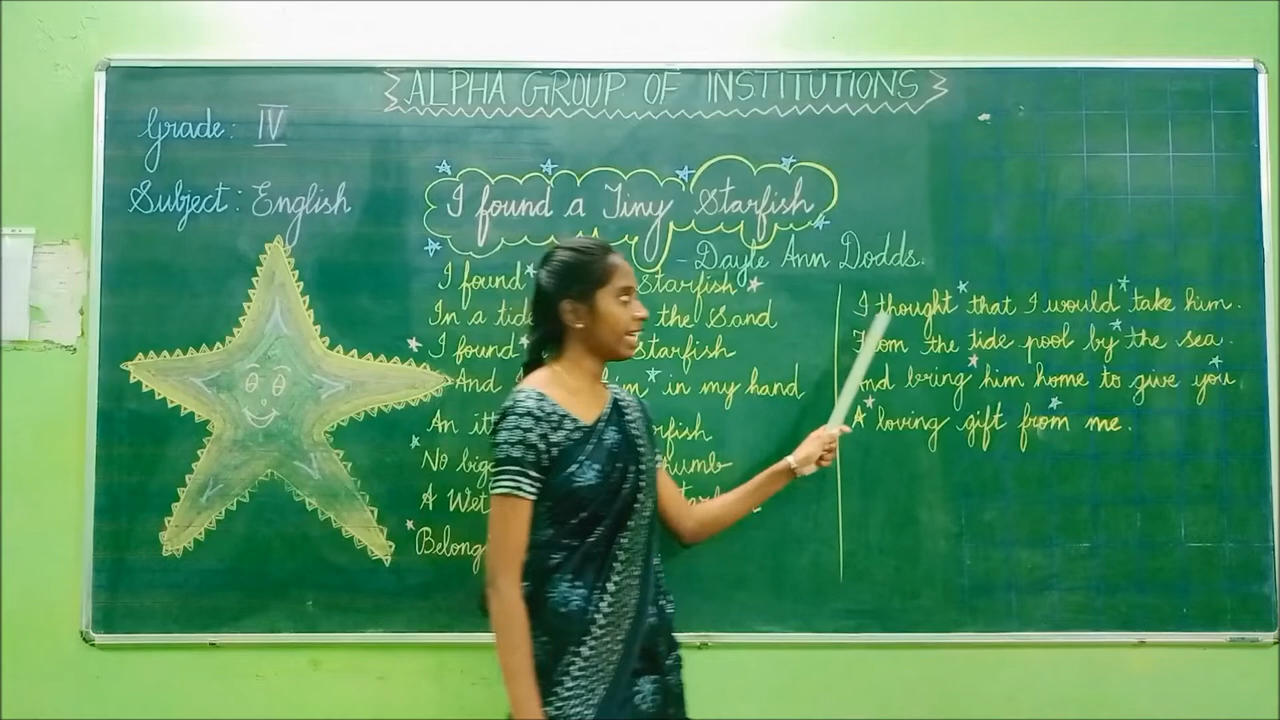 ALPHA GROUP OF INSTITUTIONS
Grade: IV
Subject: English
I found a Tiny Starfish
- Dayle Ann Dodds.
I found Starfish
In a the Sand
I found Starfish
And in my hand
An
No
A Wet
I thought that I would take him.
From the tide pool by the sea.
And bring him home to give you
A loving gift from me.